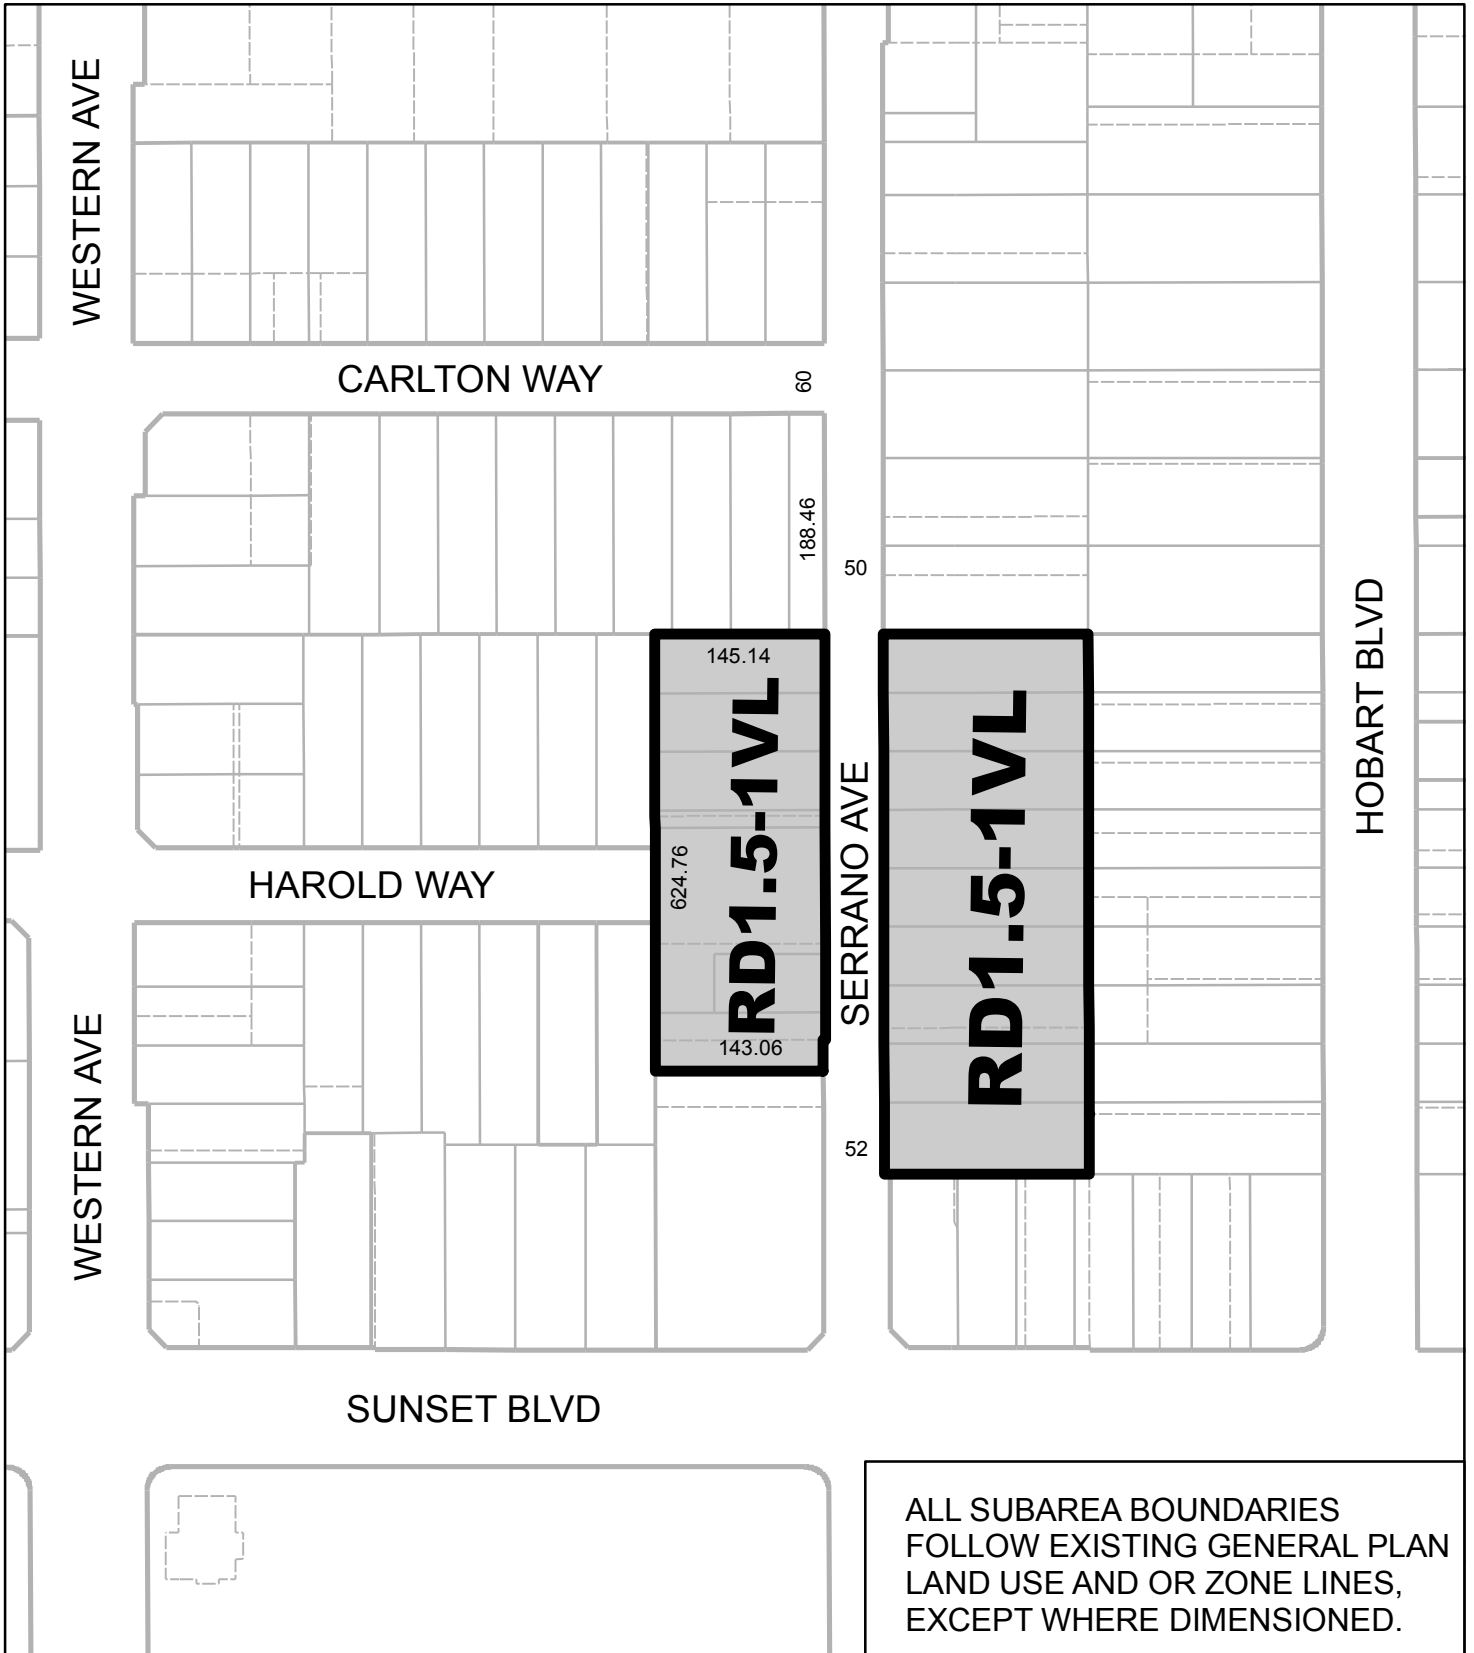 WESTERN AVE
CARLTON WAY
60
188.46
50
HOBART BLVD
145.14
RD1.5-1VL
RD1.5-1VL
SERRANO AVE
624.76
HAROLD WAY
143.06
WESTERN AVE
52
SUNSET BLVD
ALL SUBAREA BOUNDARIES
FOLLOW EXISTING GENERAL PLAN
LAND USE AND OR ZONE LINES,
EXCEPT WHERE DIMENSIONED.